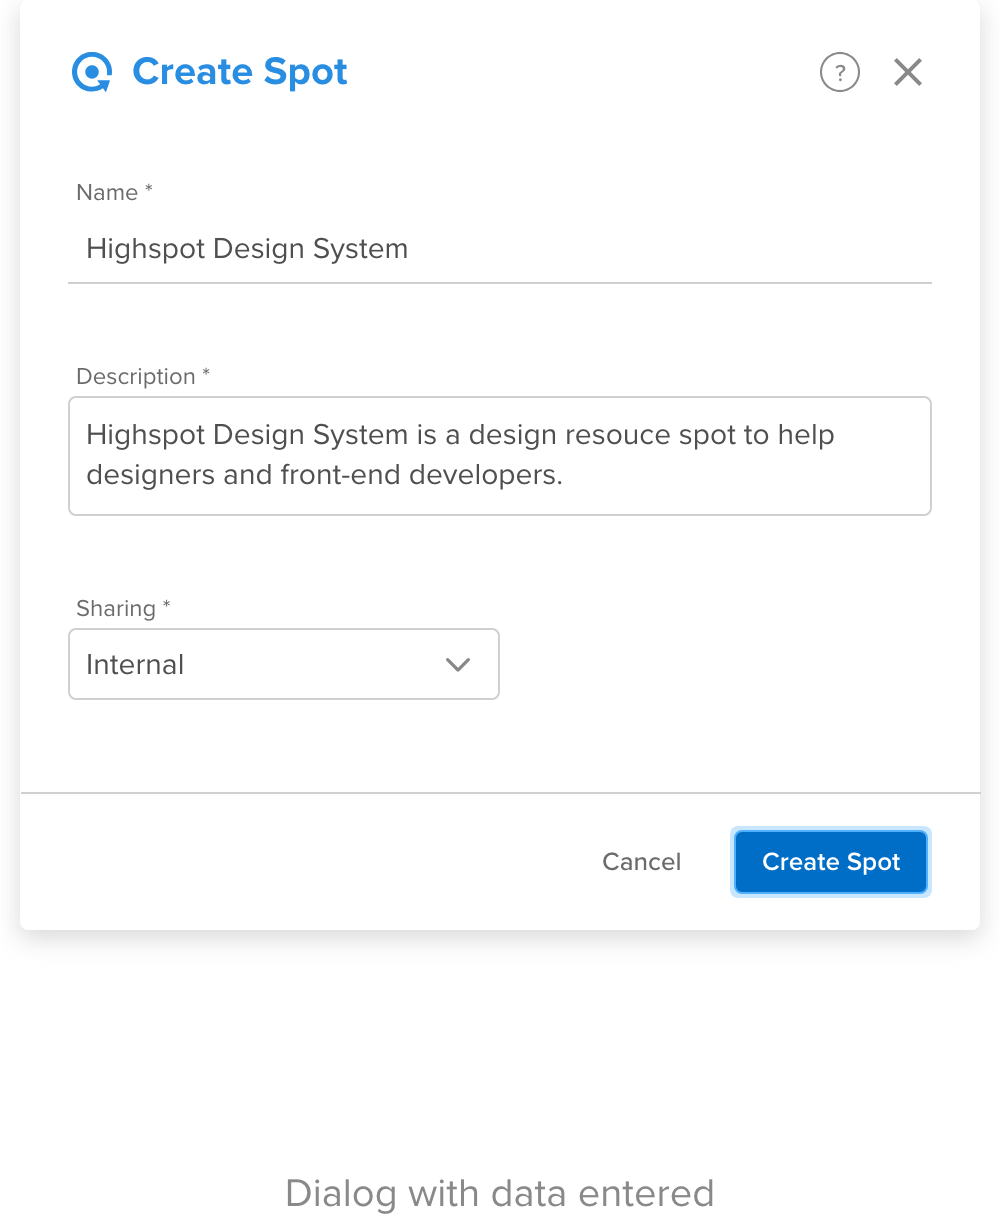 Create Spot
?
Name *
Highspot Design System
Description *
Highspot Design System is a design resouce spot to help
designers and front-end developers.
Sharing *
Internal
Cancel
Create Spot
Dialog with data entered